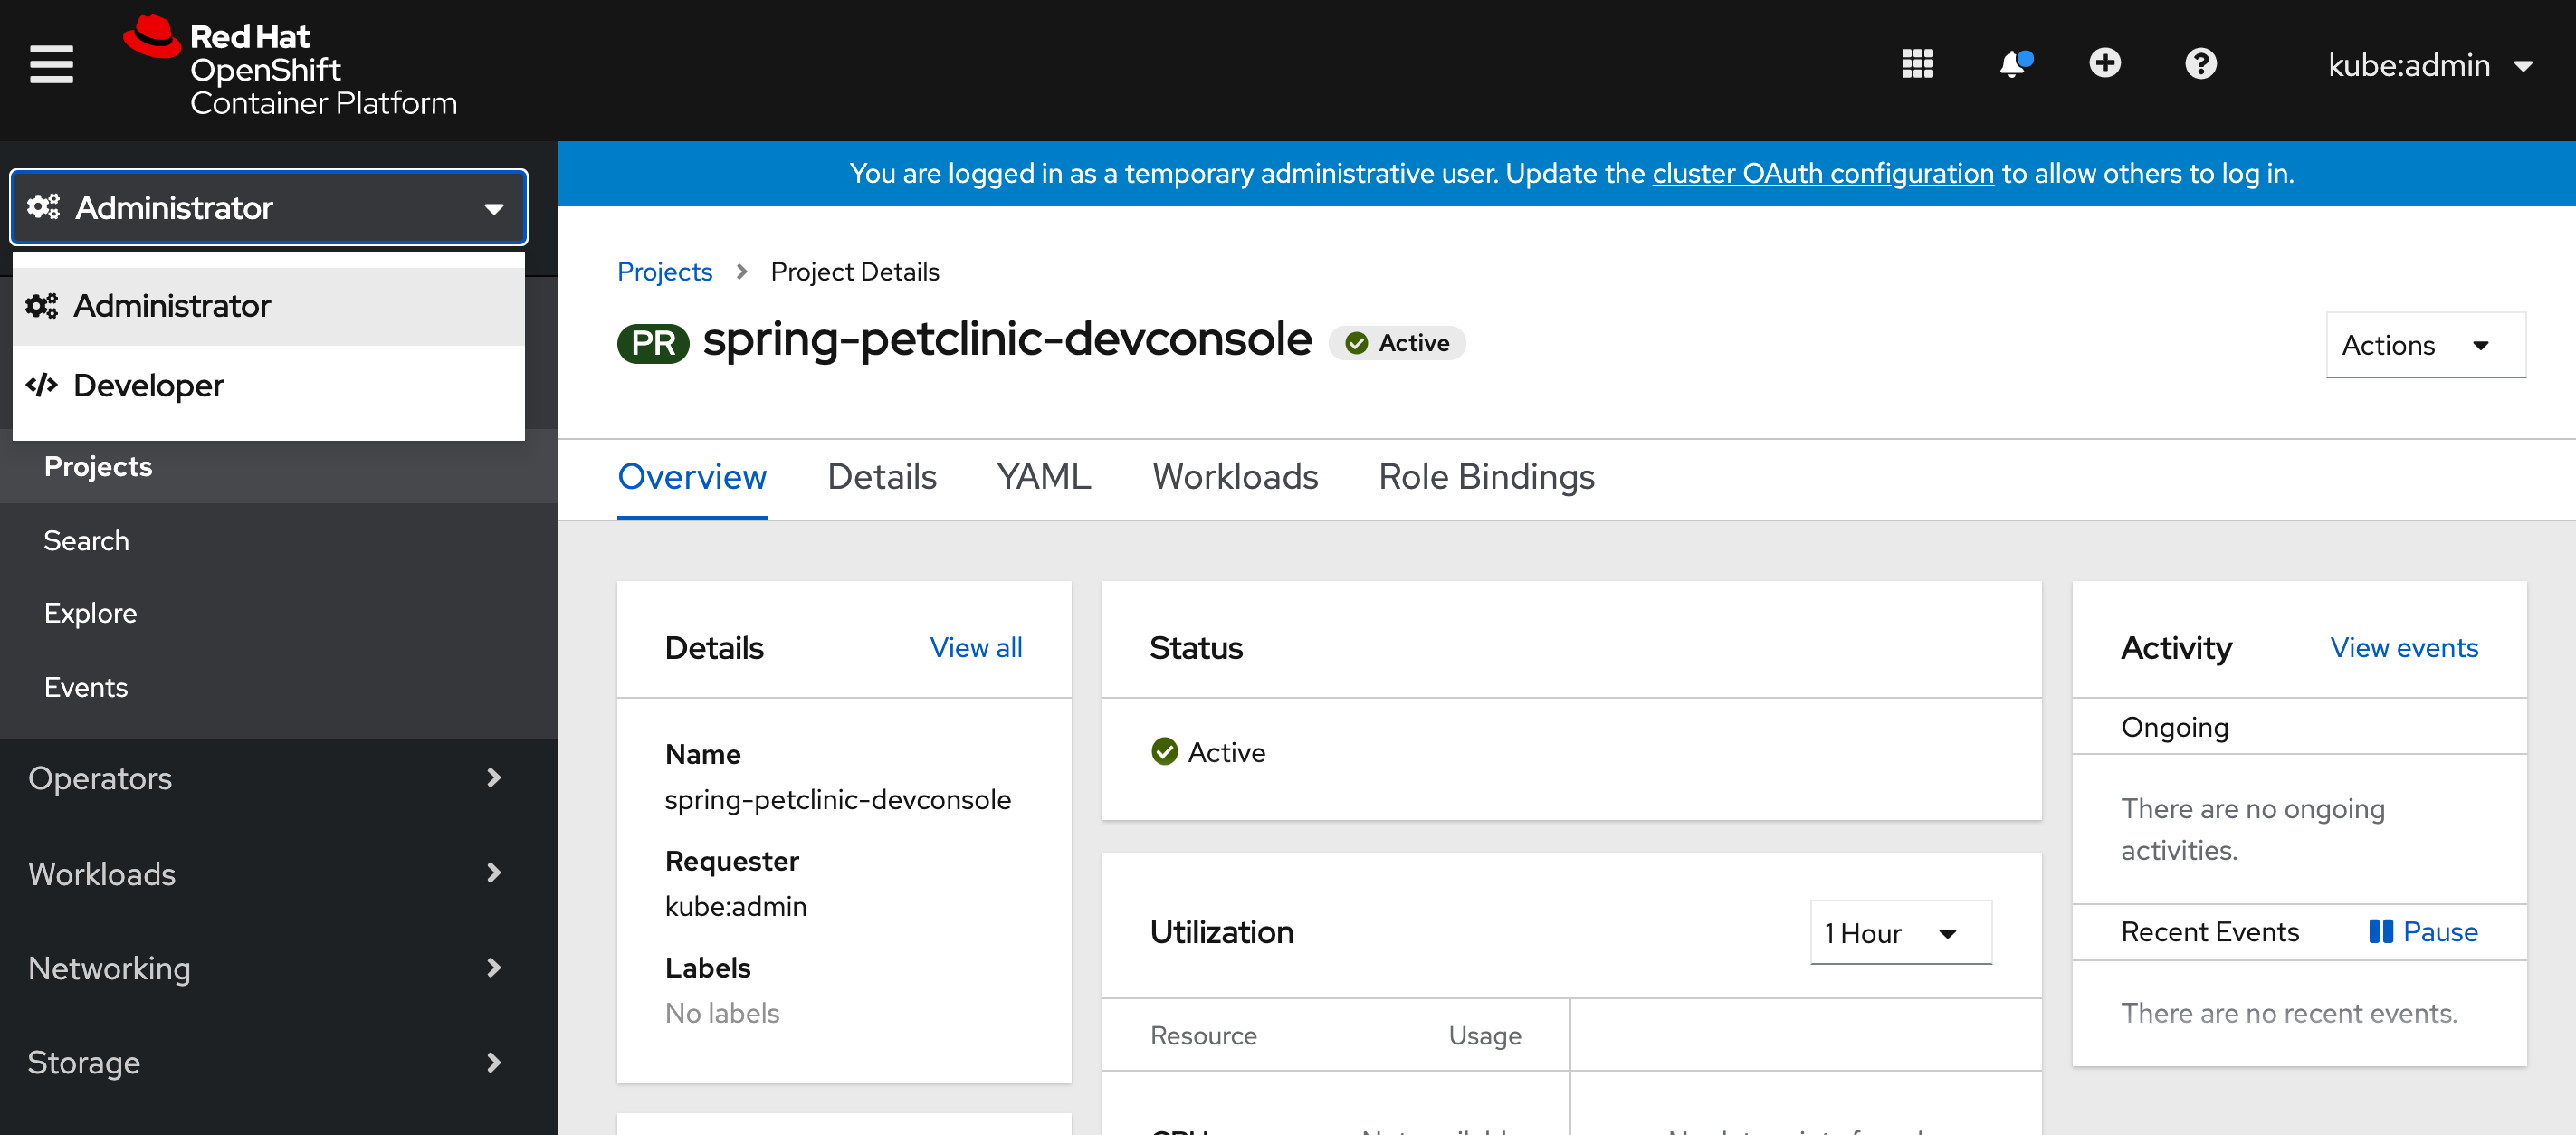 Red Hat
OpenShift
Container Platform
kube:admin
Administrator
Administrator
Developer
Projects
Search
Explore
Events
Operators
Workloads
Networking
Storage
You are logged in as a temporary administrative user. Update the cluster OAuth configuration to allow others to log in.
Projects > Project Details
PR spring-petclinic-devconsole Active
Actions
Overview Details YAML Workloads Role Bindings
Details View all
Name
spring-petclinic-devconsole
Requester
kube:admin
Labels
No labels
Status
Active
Utilization 1 Hour
Resource Usage
Activity View events
Ongoing
There are no ongoing
activities.
Recent Events Pause
There are no recent events.